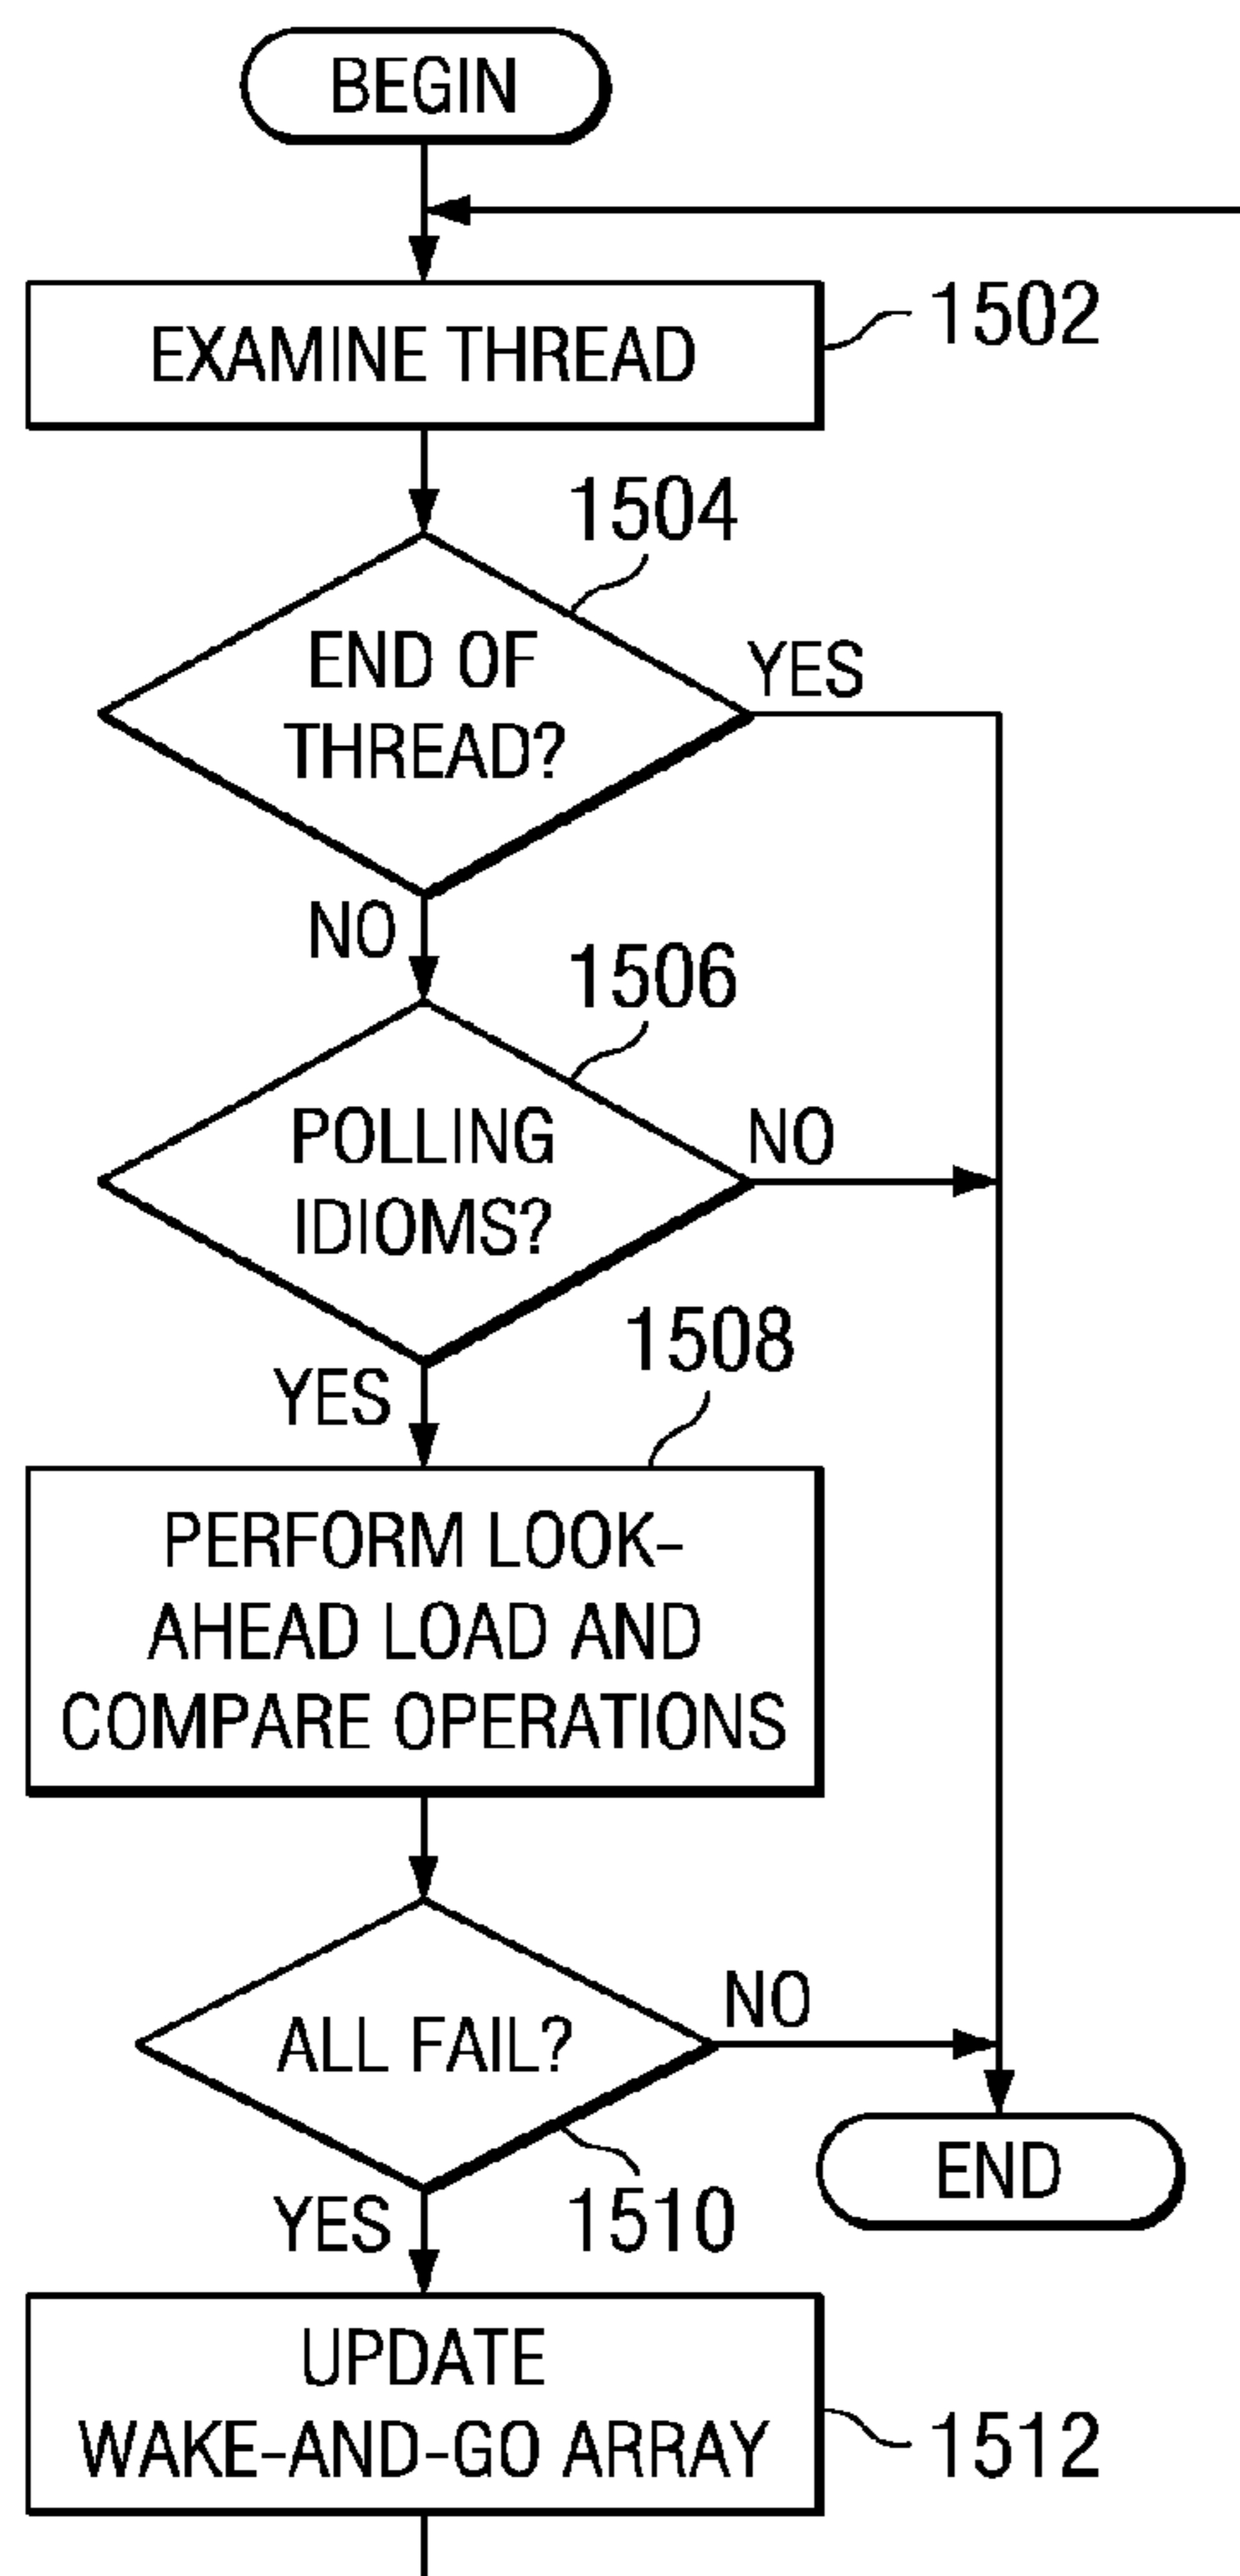 BEGIN
EXAMINE THREAD
1502
1504
END OF
THREAD?
YES
NO
1506
POLLING
IDIOMS?
NO
YES
1508
PERFORM LOOK-
AHEAD LOAD AND
COMPARE OPERATIONS
ALL FAIL?
NO
YES
1510
END
UPDATE
WAKE-AND-GO ARRAY
1512